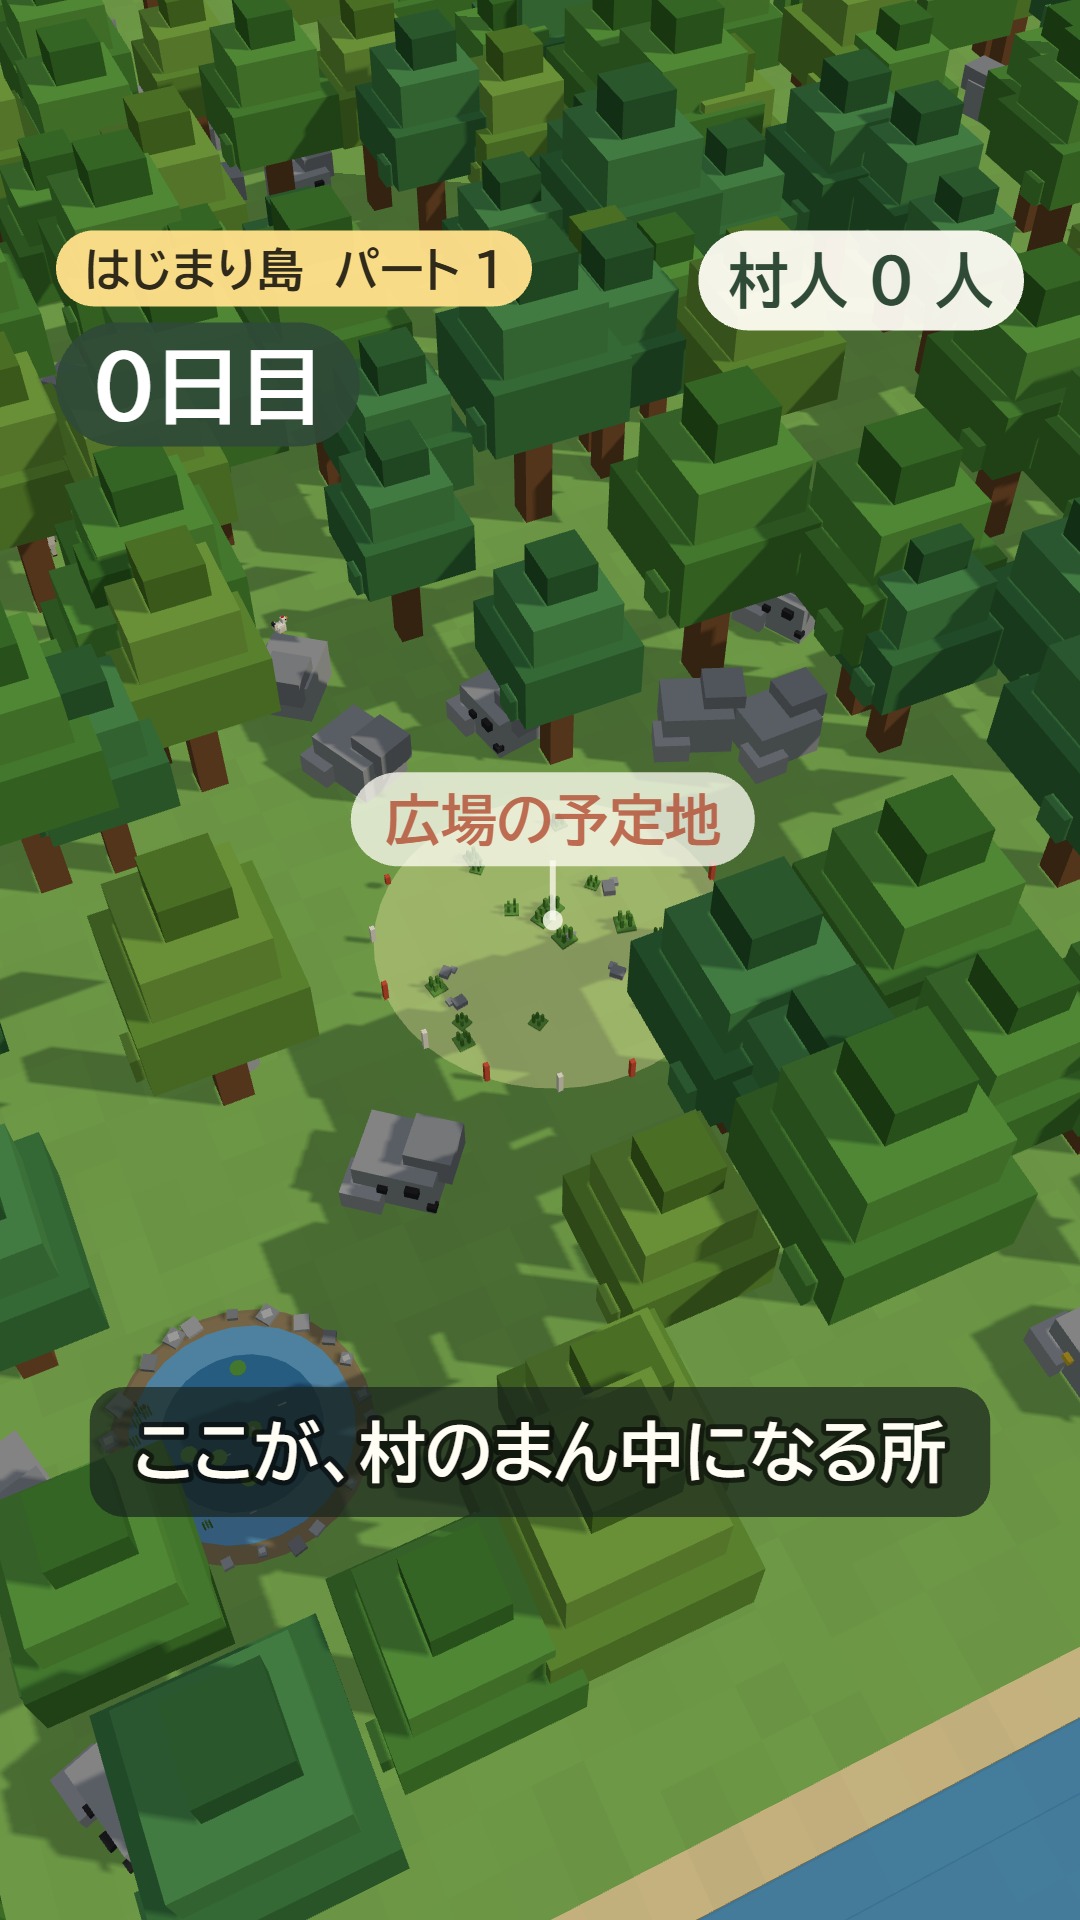 はじまり島 パート 1
村人 0 人
0日目
広場の予定地
ここが、村のまん中になる所